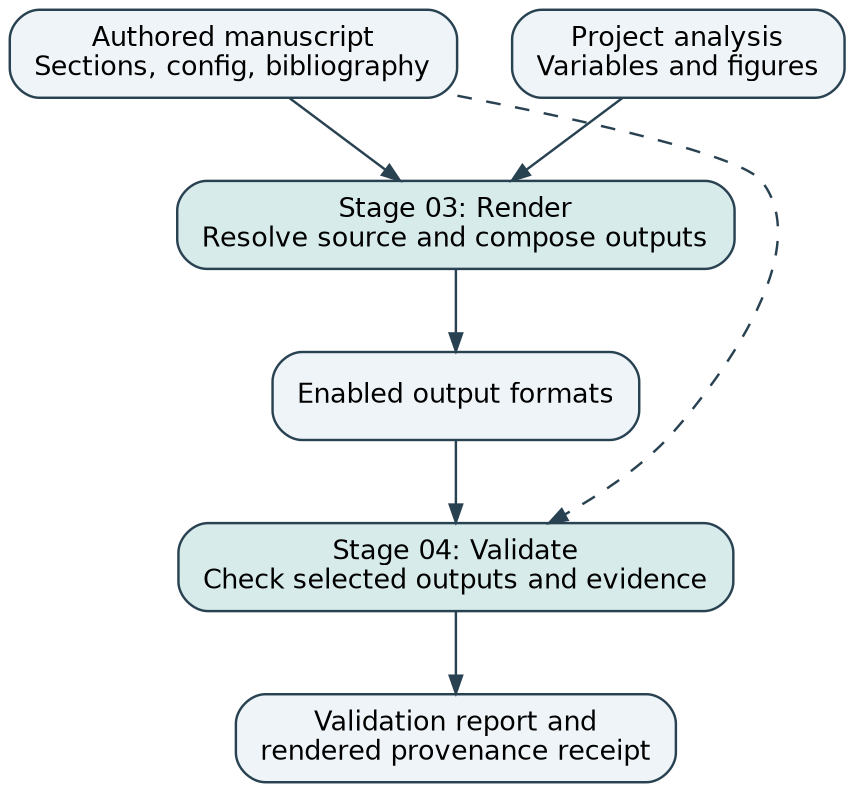 Authored manuscript
Sections, config, bibliography
Project analysis
Variables and figures
Stage 03: Render
Resolve source and compose outputs
Enabled output formats
Stage 04: Validate
Check selected outputs and evidence
Validation report and
rendered provenance receipt